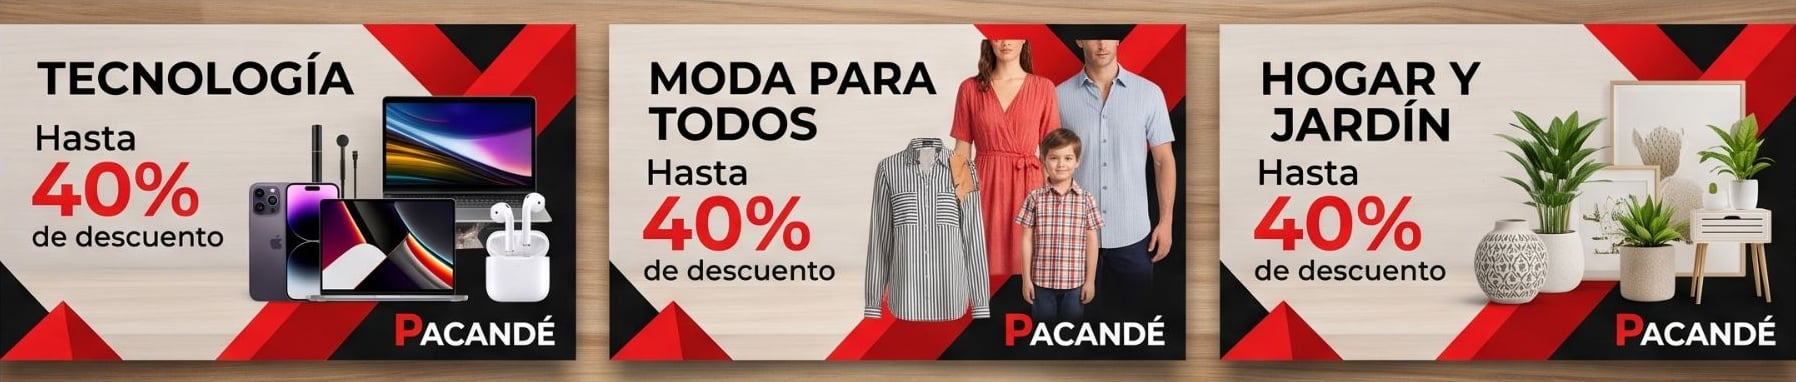 TECNOLOGÍA
Hasta
40%
de descuento
PACANDÉ
MODA PARA
TODOS
Hasta
40%
de descuento
PACANDÉ
HOGAR Y
JARDÍN
Hasta
40%
de descuento
PACANDÉ